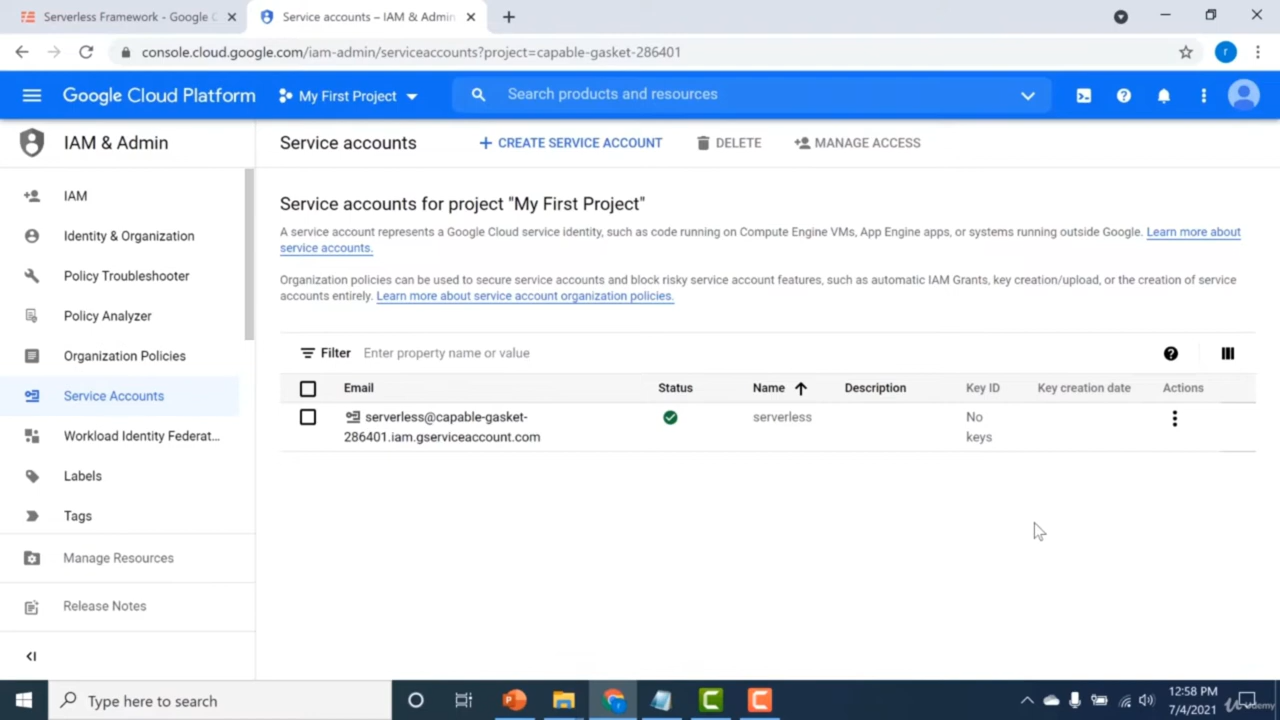 Serverless Framework - Google C
Service accounts – IAM & Admin
console.cloud.google.com/iam-admin/serviceaccounts?project=capable-gasket-286401
r
Google Cloud Platform
My First Project
Search products and resources
IAM & Admin
Service accounts
CREATE SERVICE ACCOUNT
DELETE
MANAGE ACCESS
IAM
Identity & Organization
Policy Troubleshooter
Policy Analyzer
Organization Policies
Service Accounts
Workload Identity Federat...
Labels
Tags
Manage Resources
Release Notes
Service accounts for project "My First Project"
A service account represents a Google Cloud service identity, such as code running on Compute Engine VMs, App Engine apps, or systems running outside Google. Learn more about
service accounts.
Organization policies can be used to secure service accounts and block risky service account features, such as automatic IAM Grants, key creation/upload, or the creation of service
accounts entirely. Learn more about service account organization policies.
Filter Enter property name or value
Email Status Name Description Key ID Key creation date Actions
serverless@capable-gasket- serverless No
286401.iam.gserviceaccount.com keys
Type here to search
12:58 PM
7/4/2021
Udemy